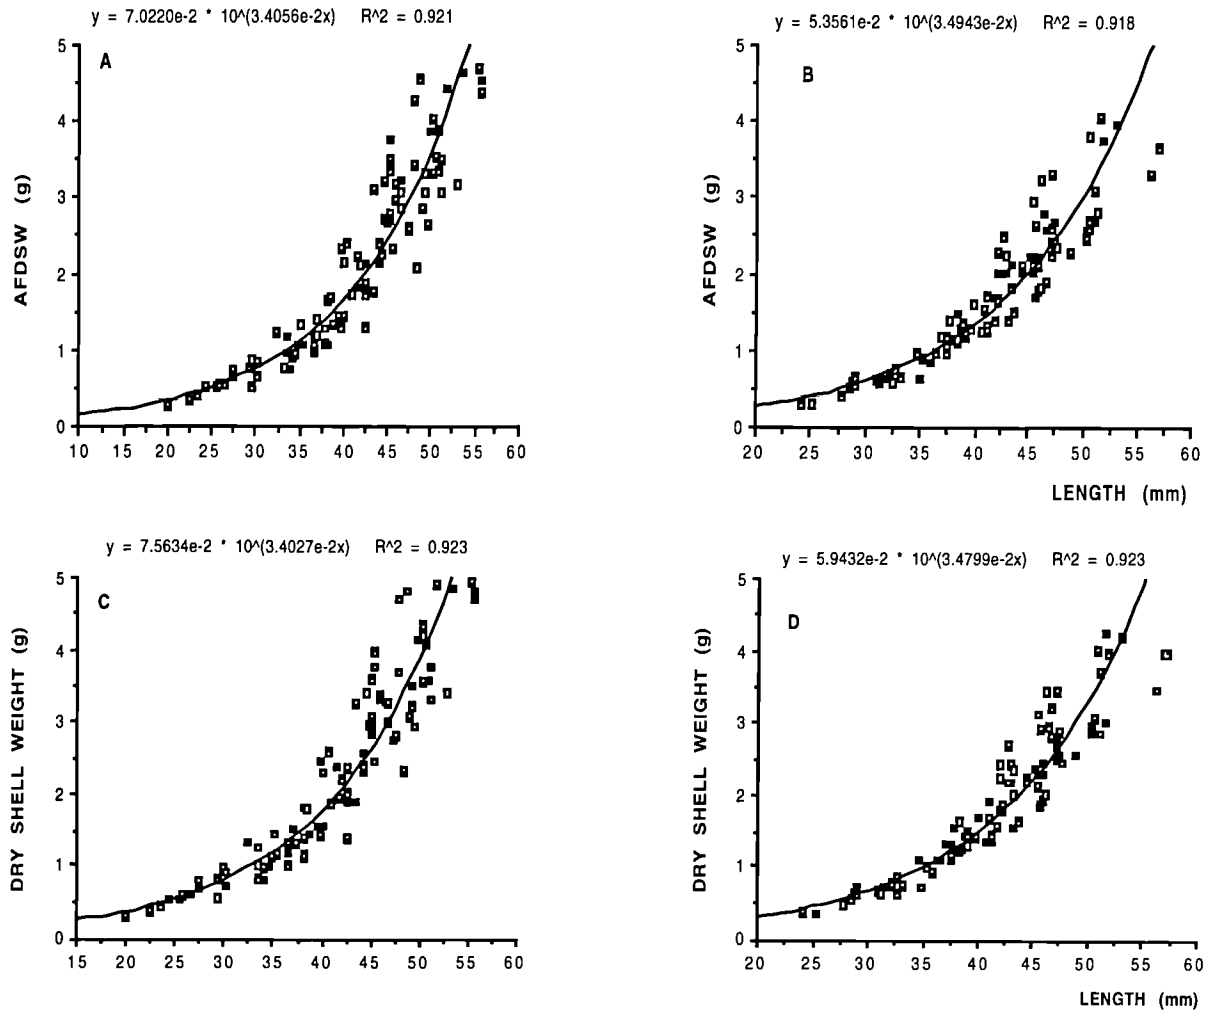 y = 7.0220e-2 * 10^(3.4056e-2x) R^2 = 0.921
A
AFDSW (g)
5
4
3
2
1
0
10 15 20 25 30 35 40 45 50 55 60
y = 5.3561e-2 * 10^(3.4943e-2x) R^2 = 0.918
B
AFDSW (g)
5
4
3
2
1
0
20 25 30 35 40 45 50 55 60
LENGTH (mm)
y = 7.5634e-2 * 10^(3.4027e-2x) R^2 = 0.923
C
DRY SHELL WEIGHT (g)
5
4
3
2
1
0
15 20 25 30 35 40 45 50 55 60
y = 5.9432e-2 * 10^(3.4799e-2x) R^2 = 0.923
D
DRY SHELL WEIGHT (g)
5
4
3
2
1
0
20 25 30 35 40 45 50 55 60
LENGTH (mm)